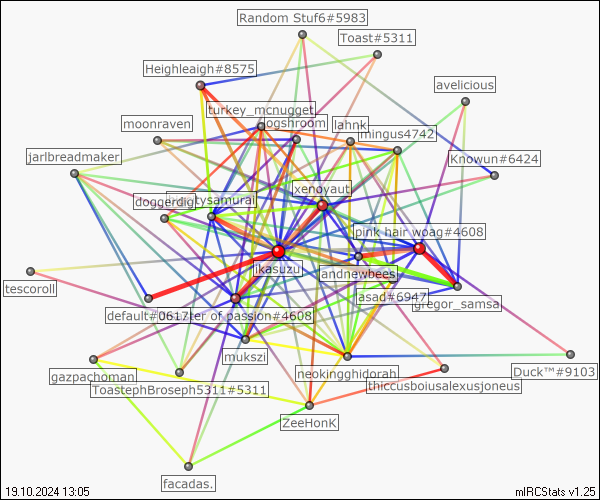 Random Stuf6#5983
Toast#5311
Heighleaigh#8575
avelicious
turkey_mcnugget
ogshroom
lahnk
mingus4742
moonraven
jarlbreadmaker
Knowun#6424
xenoyaut
doggerdig
tysamurai
pink hair woag#4608
ikasuzu
andnewbees
tescoroll
asad#6947
gregor_samsa
default#0617
ter of passion#4608
mukszi
neokingghidorah
gazpachoman
Duck™#9103
ToastephBroseph5311#5311
thiccusboiusalexusjoneus
ZeeHonK
facadas.
19.10.2024 13:05
mIRCStats v1.25